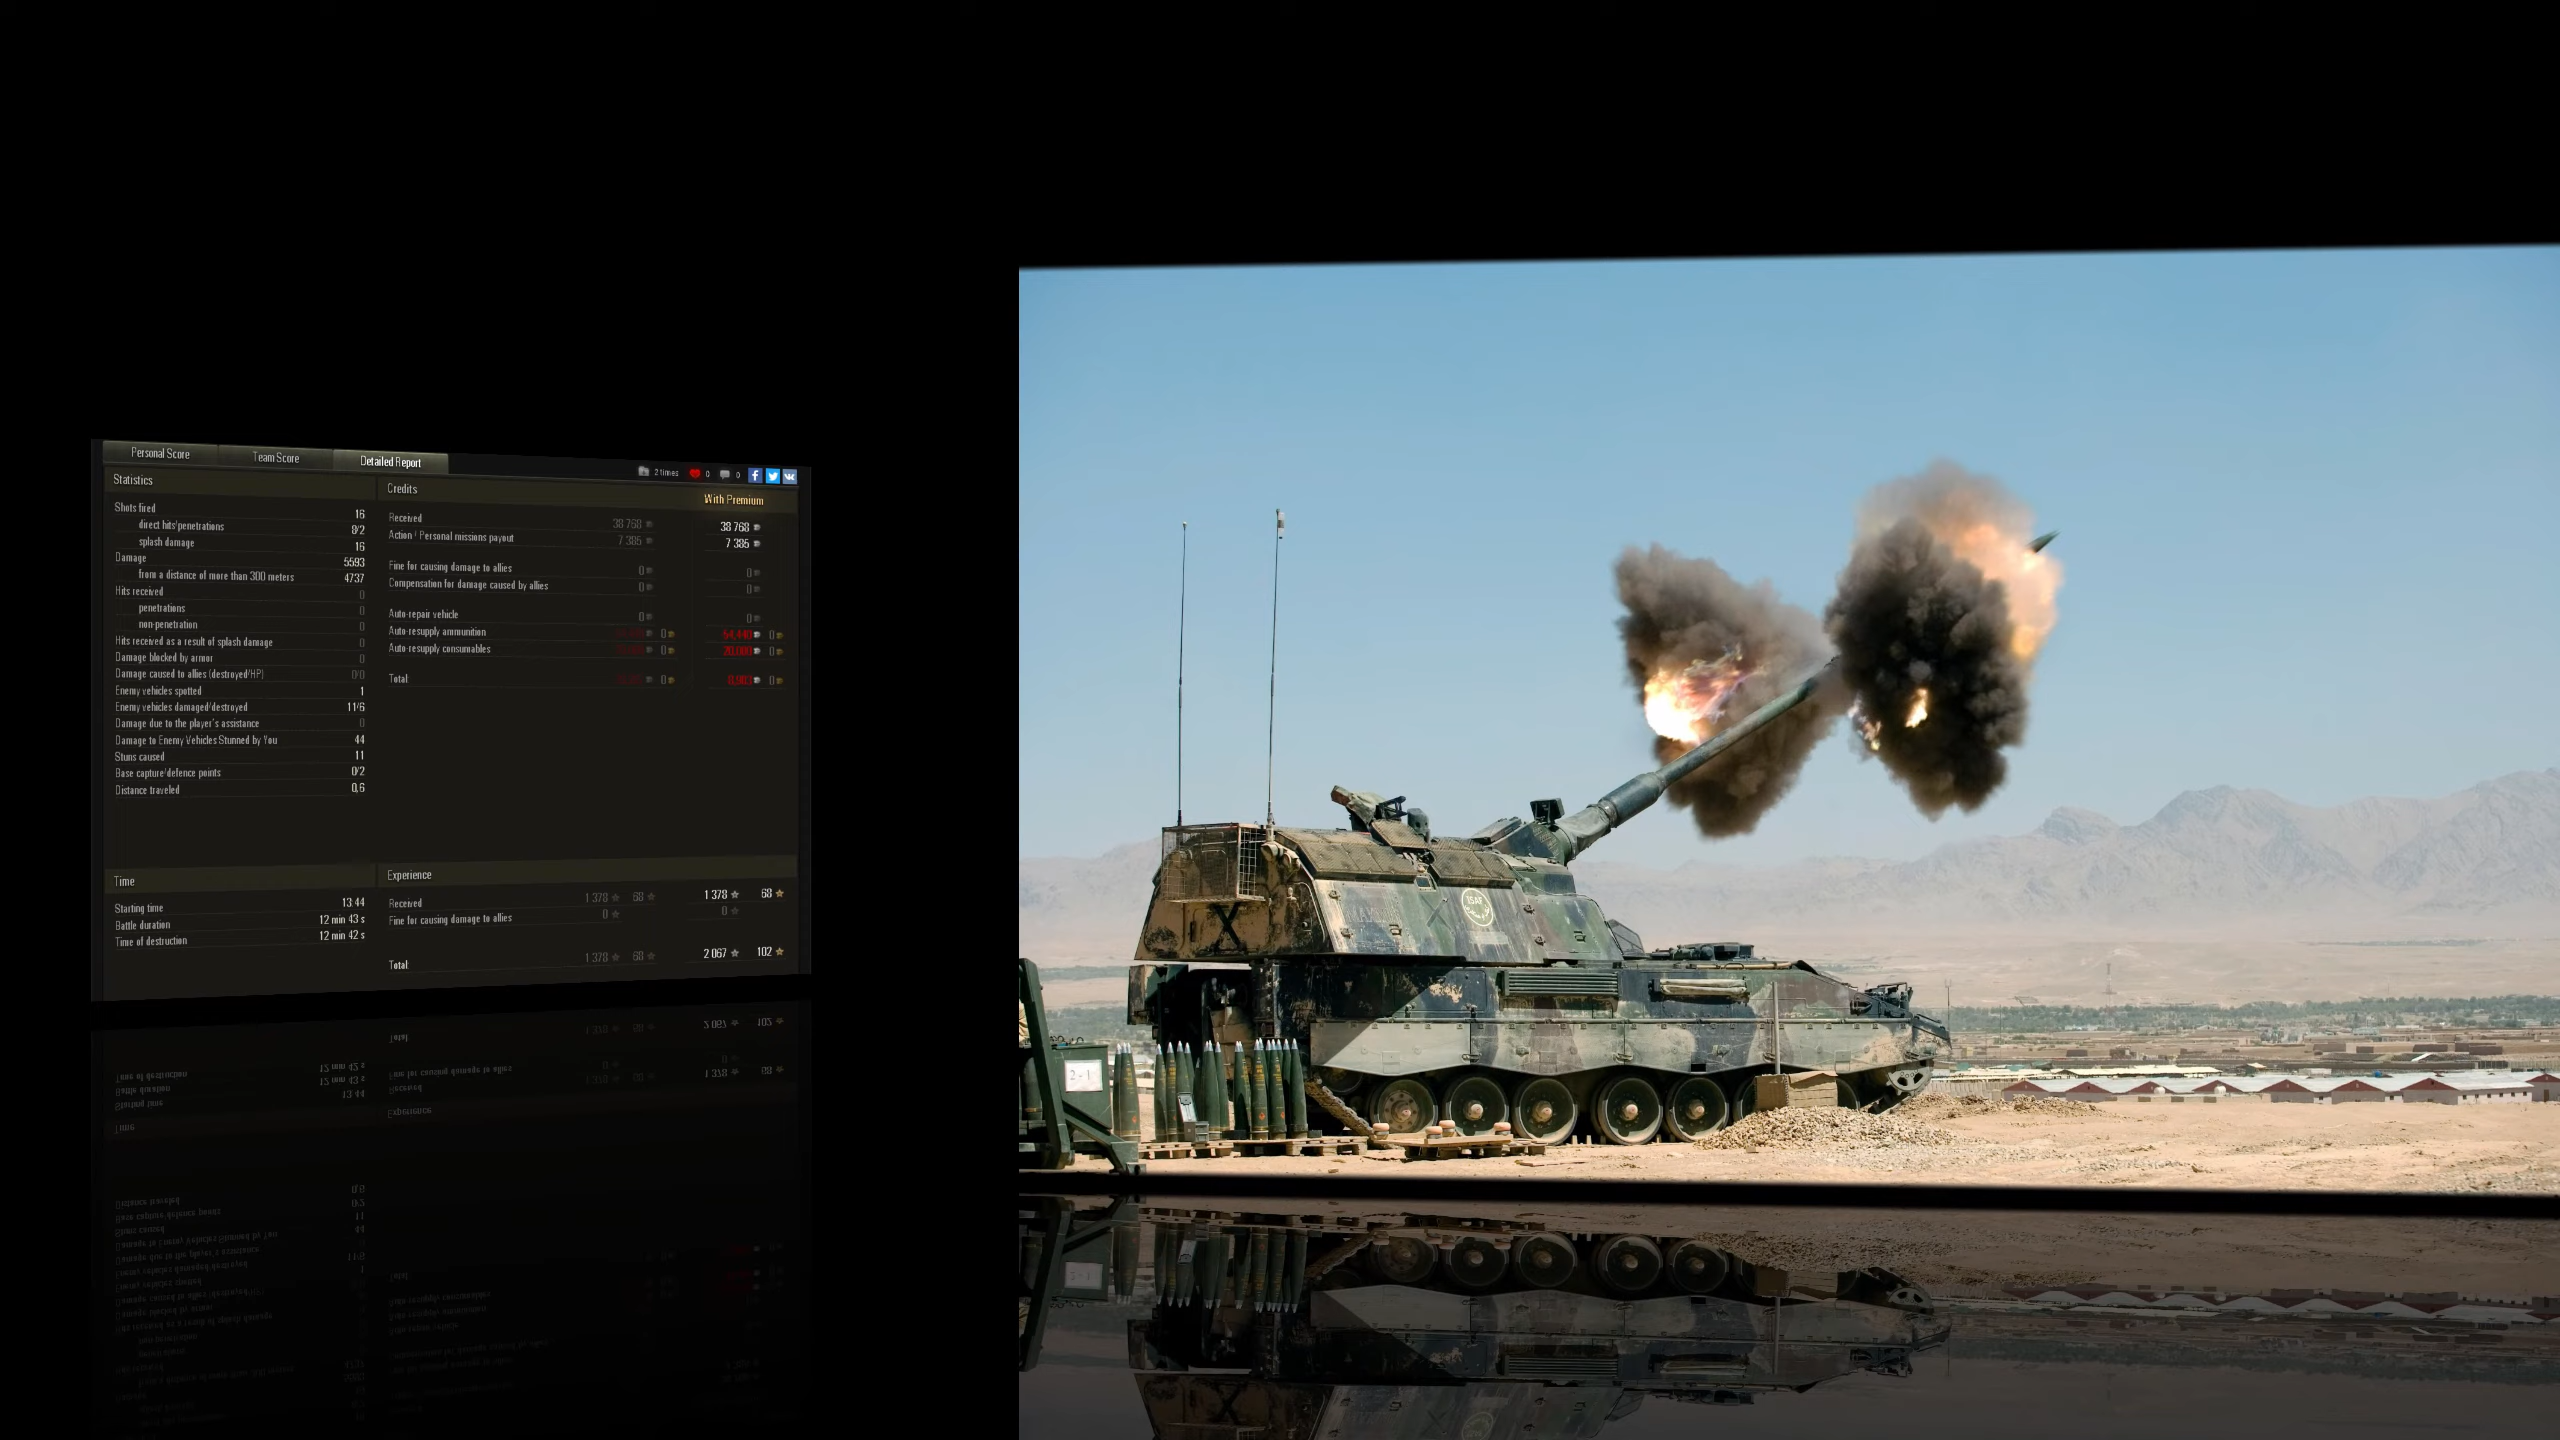 Personal Score Team Score Detailed Report
2 times 0 0
Statistics
Shots fired 16
direct hits/penetrations 8/2
splash damage 16
Damage 5593
from a distance of more than 300 meters 4737
Hits received 0
penetrations 0
non-penetration 0
Hits received as a result of splash damage 0
Damage blocked by armor 0
Damage caused to allies (destroyed/HP) 0/0
Enemy vehicles spotted 1
Enemy vehicles damaged/destroyed 11/6
Damage due to the player's assistance 0
Damage to Enemy Vehicles Stunned by You 44
Stuns caused 11
Base capture/defence points 0/2
Distance traveled 0,6
Credits With Premium
Received 38 768 38 768
Action / Personal missions payout 7 385 7 385
Fine for causing damage to allies 0 0
Compensation for damage caused by allies 0 0
Auto-repair vehicle 0 0
Auto-resupply ammunition 0 54,440 0
Auto-resupply consumables 0 20,000 0
Total: 0 0
Time
Starting time 13:44
Battle duration 12 min 43 s
Time of destruction 12 min 42 s
Experience
Received 1 378 68 1 378 68
Fine for causing damage to allies 0 0
Total: 1 378 68 2 067 102
ISAF
X
2-1